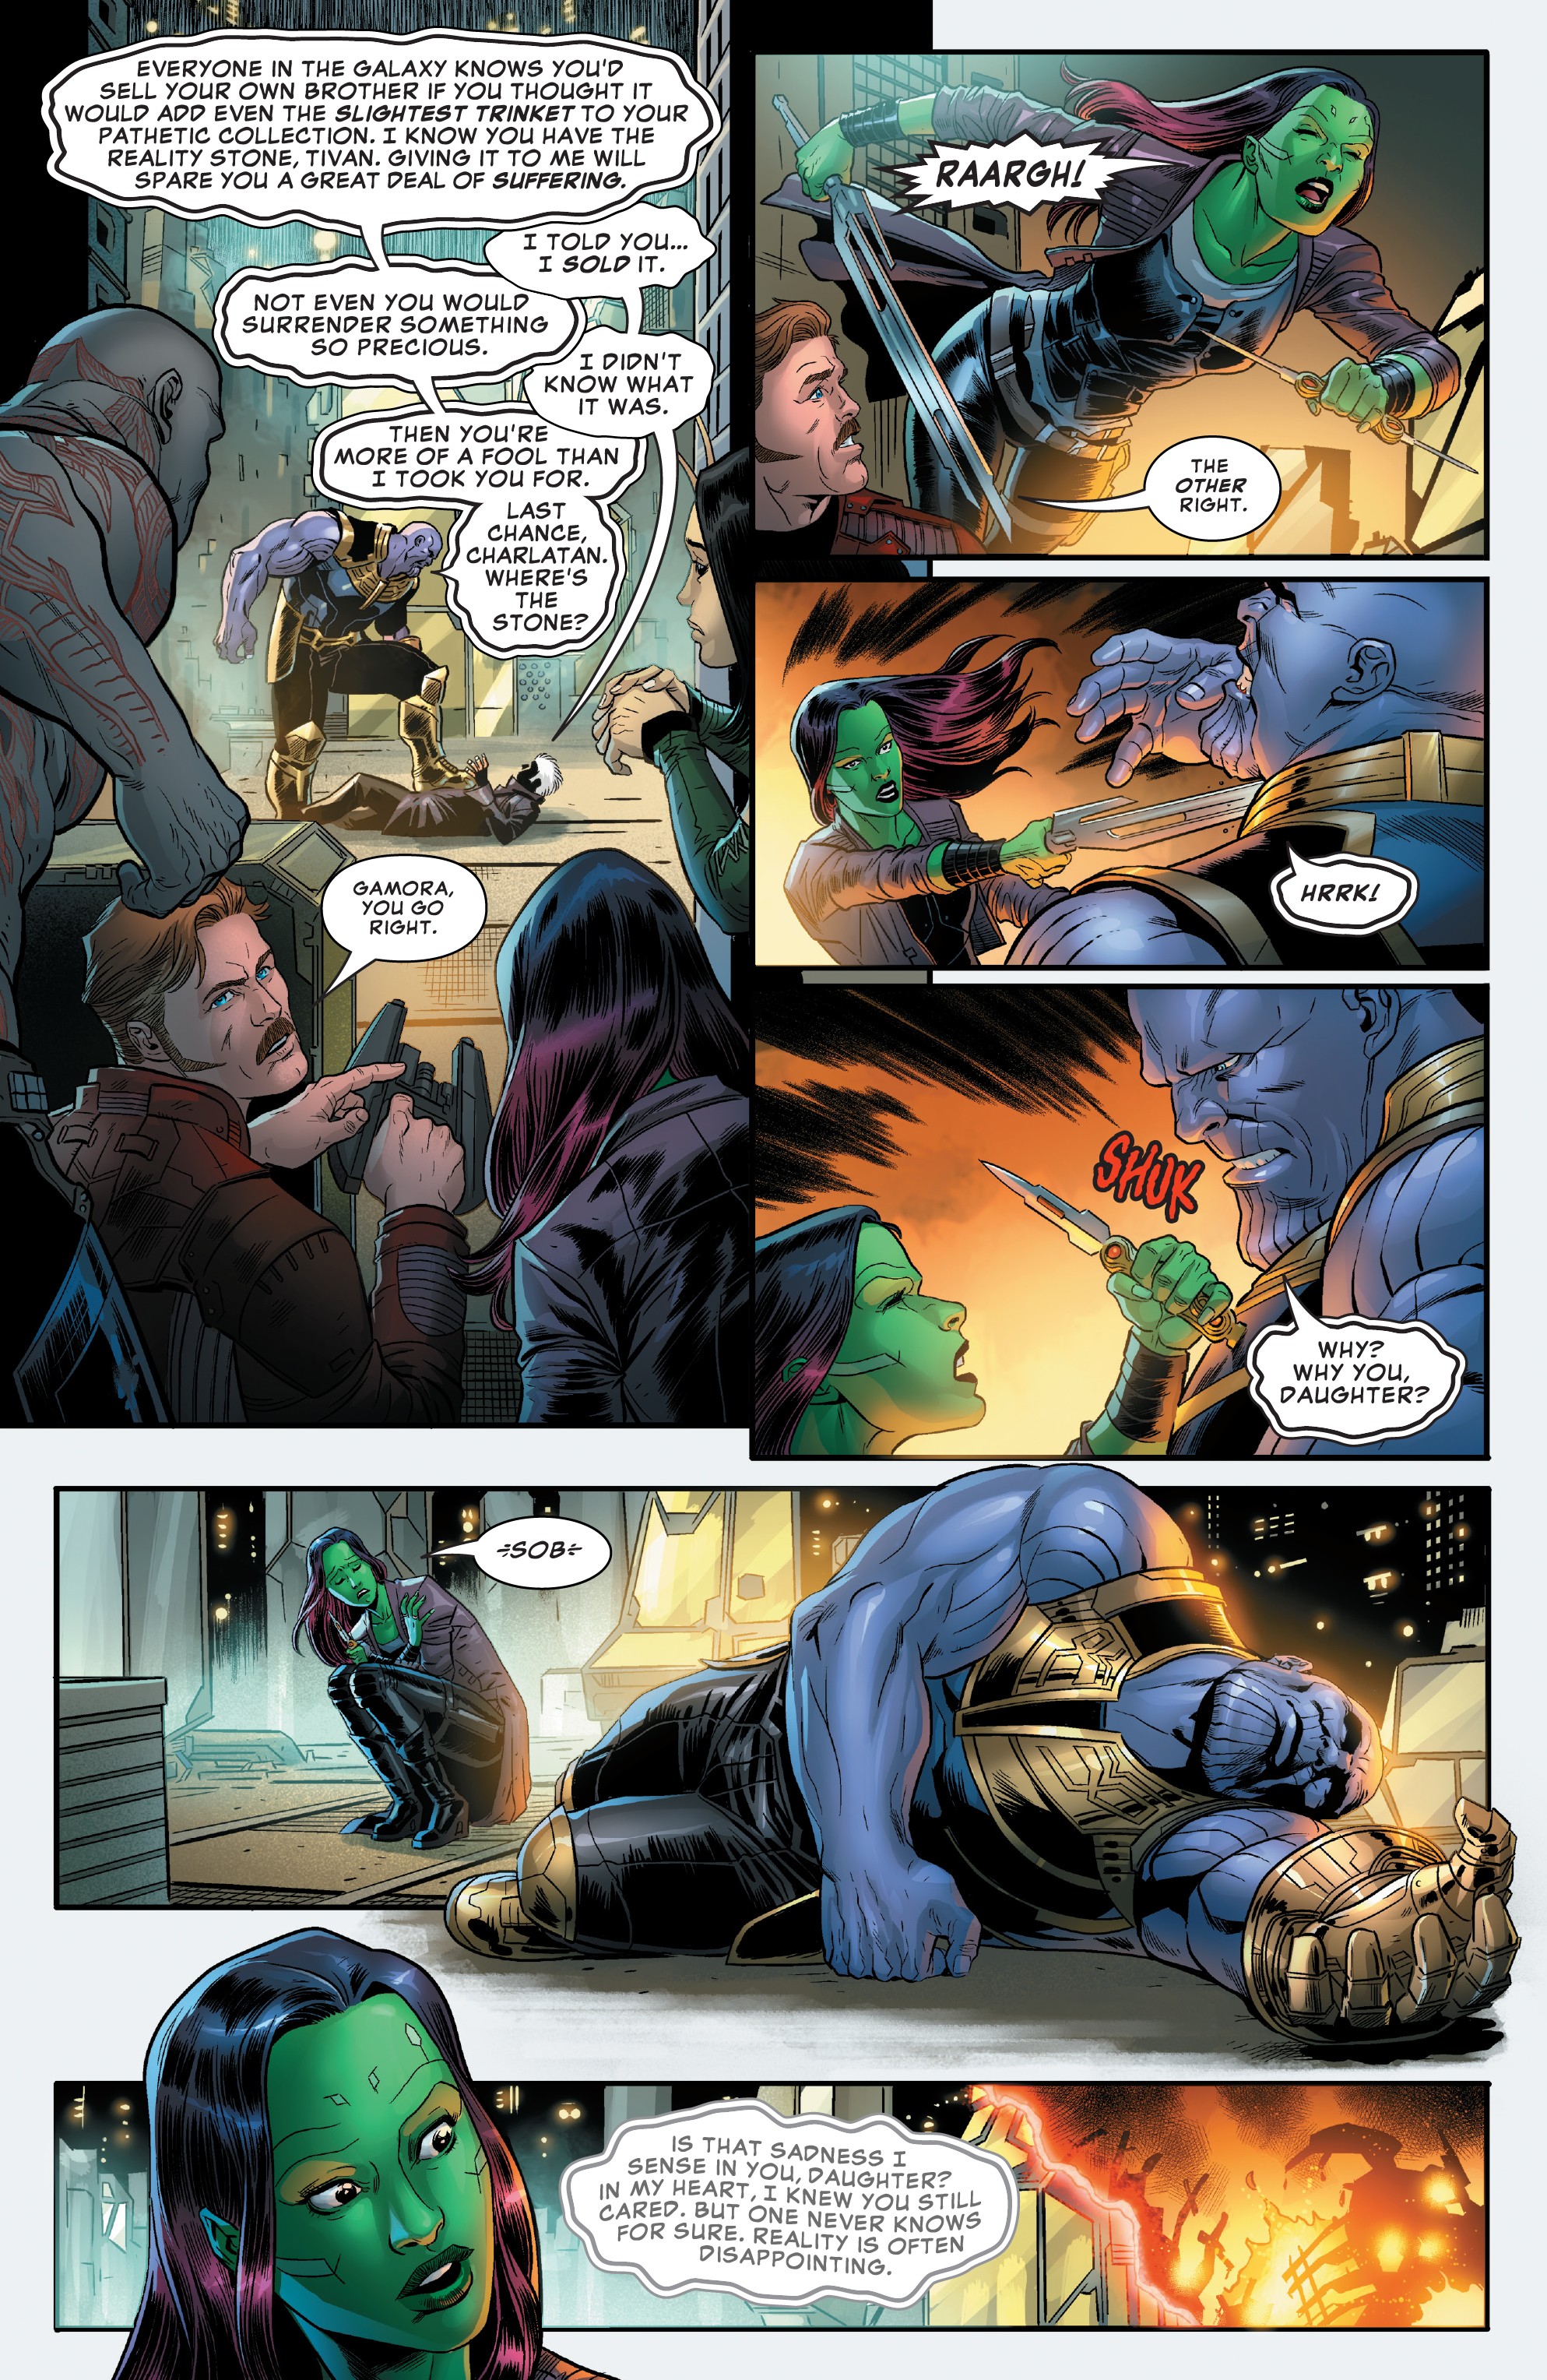 EVERYONE IN THE GALAXY KNOWS YOU'D
SELL YOUR OWN BROTHER IF YOU THOUGHT IT
WOULD ADD EVEN THE SLIGHTEST TRINKET TO YOUR
PATHETIC COLLECTION. I KNOW YOU HAVE THE
REALITY STONE, TIVAN. GIVING IT TO ME WILL
SPARE YOU A GREAT DEAL OF SUFFERING.
I TOLD YOU...
I SOLD IT.
NOT EVEN YOU WOULD
SURRENDER SOMETHING
SO PRECIOUS.
I DIDN'T
KNOW WHAT
IT WAS.
THEN YOU'RE
MORE OF A FOOL THAN
I TOOK YOU FOR.
LAST
CHANCE,
CHARLATAN.
WHERE'S
THE
STONE?
GAMORA,
YOU GO
RIGHT.
RAARGH!
THE
OTHER
RIGHT.
HRRK!
SHUK
WHY?
WHY YOU,
DAUGHTER?
SOB
IS THAT SADNESS I
SENSE IN YOU, DAUGHTER?
IN MY HEART, I KNEW YOU STILL
CARED. BUT ONE NEVER KNOWS
FOR SURE. REALITY IS OFTEN
DISAPPOINTING.